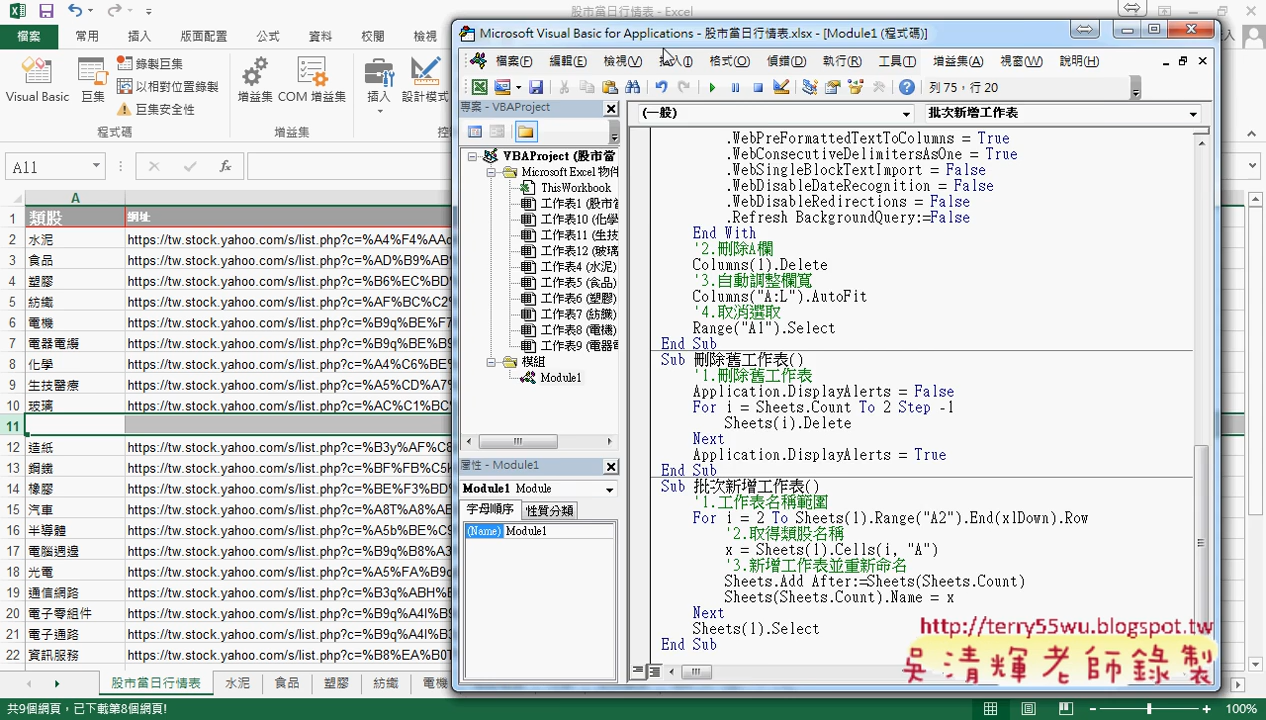 股市當日行情表 - Excel
檔案 常用 插入 版面配置 公式 資料 校閱 檢視
Visual Basic 巨集 錄製巨集 以相對位置錄製 巨集安全性
增益集 COM 增益集 插入 設計模式
程式碼 增益集
A11
A
1 類股 網址
2 水泥 https://tw.stock.yahoo.com/s/list.php?c=%A4%F4%AA
3 食品 https://tw.stock.yahoo.com/s/list.php?c=%AD%B9%AB
4 塑膠 https://tw.stock.yahoo.com/s/list.php?c=%B6%EC%BD
5 紡織 https://tw.stock.yahoo.com/s/list.php?c=%AF%BC%C2
6 電機 https://tw.stock.yahoo.com/s/list.php?c=%B9q%BE%F7
7 電器電纜 https://tw.stock.yahoo.com/s/list.php?c=%B9q%BE%B9
8 化學 https://tw.stock.yahoo.com/s/list.php?c=%A4%C6%BE
9 生技醫療 https://tw.stock.yahoo.com/s/list.php?c=%A5%CD%A7
10 玻璃 https://tw.stock.yahoo.com/s/list.php?c=%AC%C1%BC
11
12 造紙 https://tw.stock.yahoo.com/s/list.php?c=%B3y%AF%C8
13 鋼鐵 https://tw.stock.yahoo.com/s/list.php?c=%BF%FB%C5
14 橡膠 https://tw.stock.yahoo.com/s/list.php?c=%BE%F3%BD
15 汽車 https://tw.stock.yahoo.com/s/list.php?c=%A8T%A8%A
16 半導體 https://tw.stock.yahoo.com/s/list.php?c=%A5b%BE%C9
17 電腦週邊 https://tw.stock.yahoo.com/s/list.php?c=%B9q%B8%A
18 光電 https://tw.stock.yahoo.com/s/list.php?c=%A5%FA%B9
19 通信網路 https://tw.stock.yahoo.com/s/list.php?c=%B3q%ABH%
20 電子零組件 https://tw.stock.yahoo.com/s/list.php?c=%B9q%A4l%B
21 電子通路 https://tw.stock.yahoo.com/s/list.php?c=%B9q%A4l%B
22 資訊服務 https://tw.stock.yahoo.com/s/list.php?c=%B8%EA%B0T
股市當日行情表 水泥 食品 塑膠 紡織 電機
共9個網頁，已下載第8個網頁!
100%
Microsoft Visual Basic for Applications - 股市當日行情表.xlsx - [Module1 (程式碼)]
檔案(F) 編輯(E) 檢視(V) 插入(I) 格式(O) 偵錯(D) 執行(R) 工具(T) 增益集(A) 視窗(W) 說明(H)
列 75，行 20
專案 - VBAProject
VBAProject (股市當
Microsoft Excel 物件
ThisWorkbook
工作表1 (股市當
工作表10 (化學
工作表11 (生技
工作表12 (玻璃
工作表4 (水泥)
工作表5 (食品)
工作表6 (塑膠)
工作表7 (紡織)
工作表8 (電機)
工作表9 (電器電
模組
Module1
屬性 - Module1
Module1 Module
字母順序 性質分類
(Name) Module1
(一般) 批次新增工作表
.WebPreFormattedTextToColumns = True
.WebConsecutiveDelimitersAsOne = True
.WebSingleBlockTextImport = False
.WebDisableDateRecognition = False
.WebDisableRedirections = False
.Refresh BackgroundQuery:=False
End With
'2.刪除A欄
Columns(1).Delete
'3.自動調整欄寬
Columns("A:L").AutoFit
'4.取消選取
Range("A1").Select
End Sub
Sub 刪除舊工作表()
'1.刪除舊工作表
Application.DisplayAlerts = False
For i = Sheets.Count To 2 Step -1
Sheets(i).Delete
Next
Application.DisplayAlerts = True
End Sub
Sub 批次新增工作表()
'1.工作表名稱範圍
For i = 2 To Sheets(1).Range("A2").End(xlDown).Row
'2.取得類股名稱
x = Sheets(1).Cells(i, "A")
'3.新增工作表並重新命名
Sheets.Add After:=Sheets(Sheets.Count)
Sheets(Sheets.Count).Name = x
Next
Sheets(1).Select
End Sub
http://terry55wu.blogspot.tw
吳清輝老師錄製